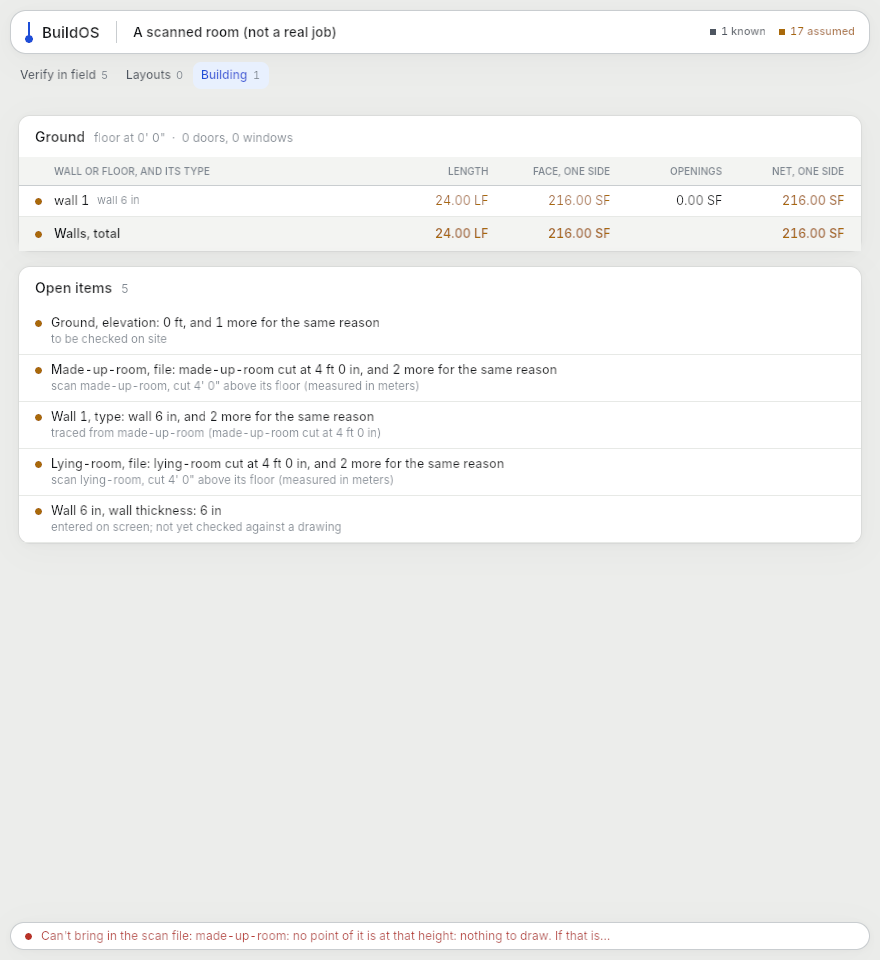 BuildOS A scanned room (not a real job) 1 known 17 assumed
Verify in field 5 Layouts 0 Building 1
Ground floor at 0' 0" · 0 doors, 0 windows
WALL OR FLOOR, AND ITS TYPE LENGTH FACE, ONE SIDE OPENINGS NET, ONE SIDE
wall 1 wall 6 in 24.00 LF 216.00 SF 0.00 SF 216.00 SF
Walls, total 24.00 LF 216.00 SF 216.00 SF
Open items 5
Ground, elevation: 0 ft, and 1 more for the same reason
to be checked on site
Made-up-room, file: made-up-room cut at 4 ft 0 in, and 2 more for the same reason
scan made-up-room, cut 4' 0" above its floor (measured in meters)
Wall 1, type: wall 6 in, and 2 more for the same reason
traced from made-up-room (made-up-room cut at 4 ft 0 in)
Lying-room, file: lying-room cut at 4 ft 0 in, and 2 more for the same reason
scan lying-room, cut 4' 0" above its floor (measured in meters)
Wall 6 in, wall thickness: 6 in
entered on screen; not yet checked against a drawing
Can't bring in the scan file: made-up-room: no point of it is at that height: nothing to draw. If that is...